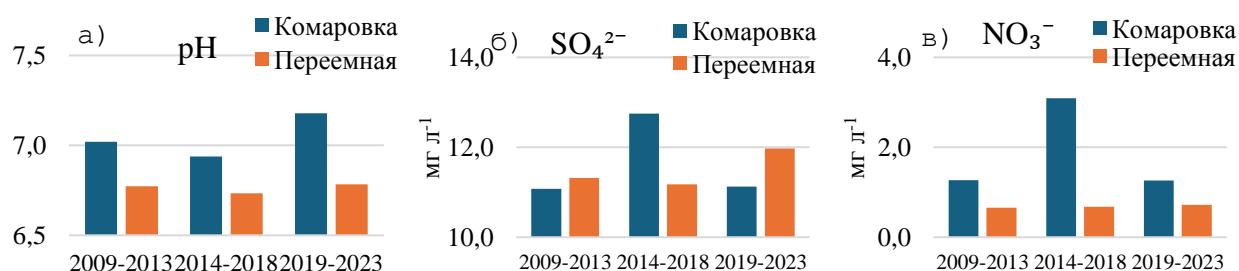 а)
pH
Комаровка
Переемная
7,5
7,0
6,5
2009-2013 2014-2018 2019-2023
б)
SO₄²⁻
Комаровка
Переемная
мг л⁻¹
14,0
12,0
10,0
2009-2013 2014-2018 2019-2023
в)
NO₃⁻
Комаровка
Переемная
мг л⁻¹
4,0
2,0
0,0
2009-2013 2014-2018 2019-2023